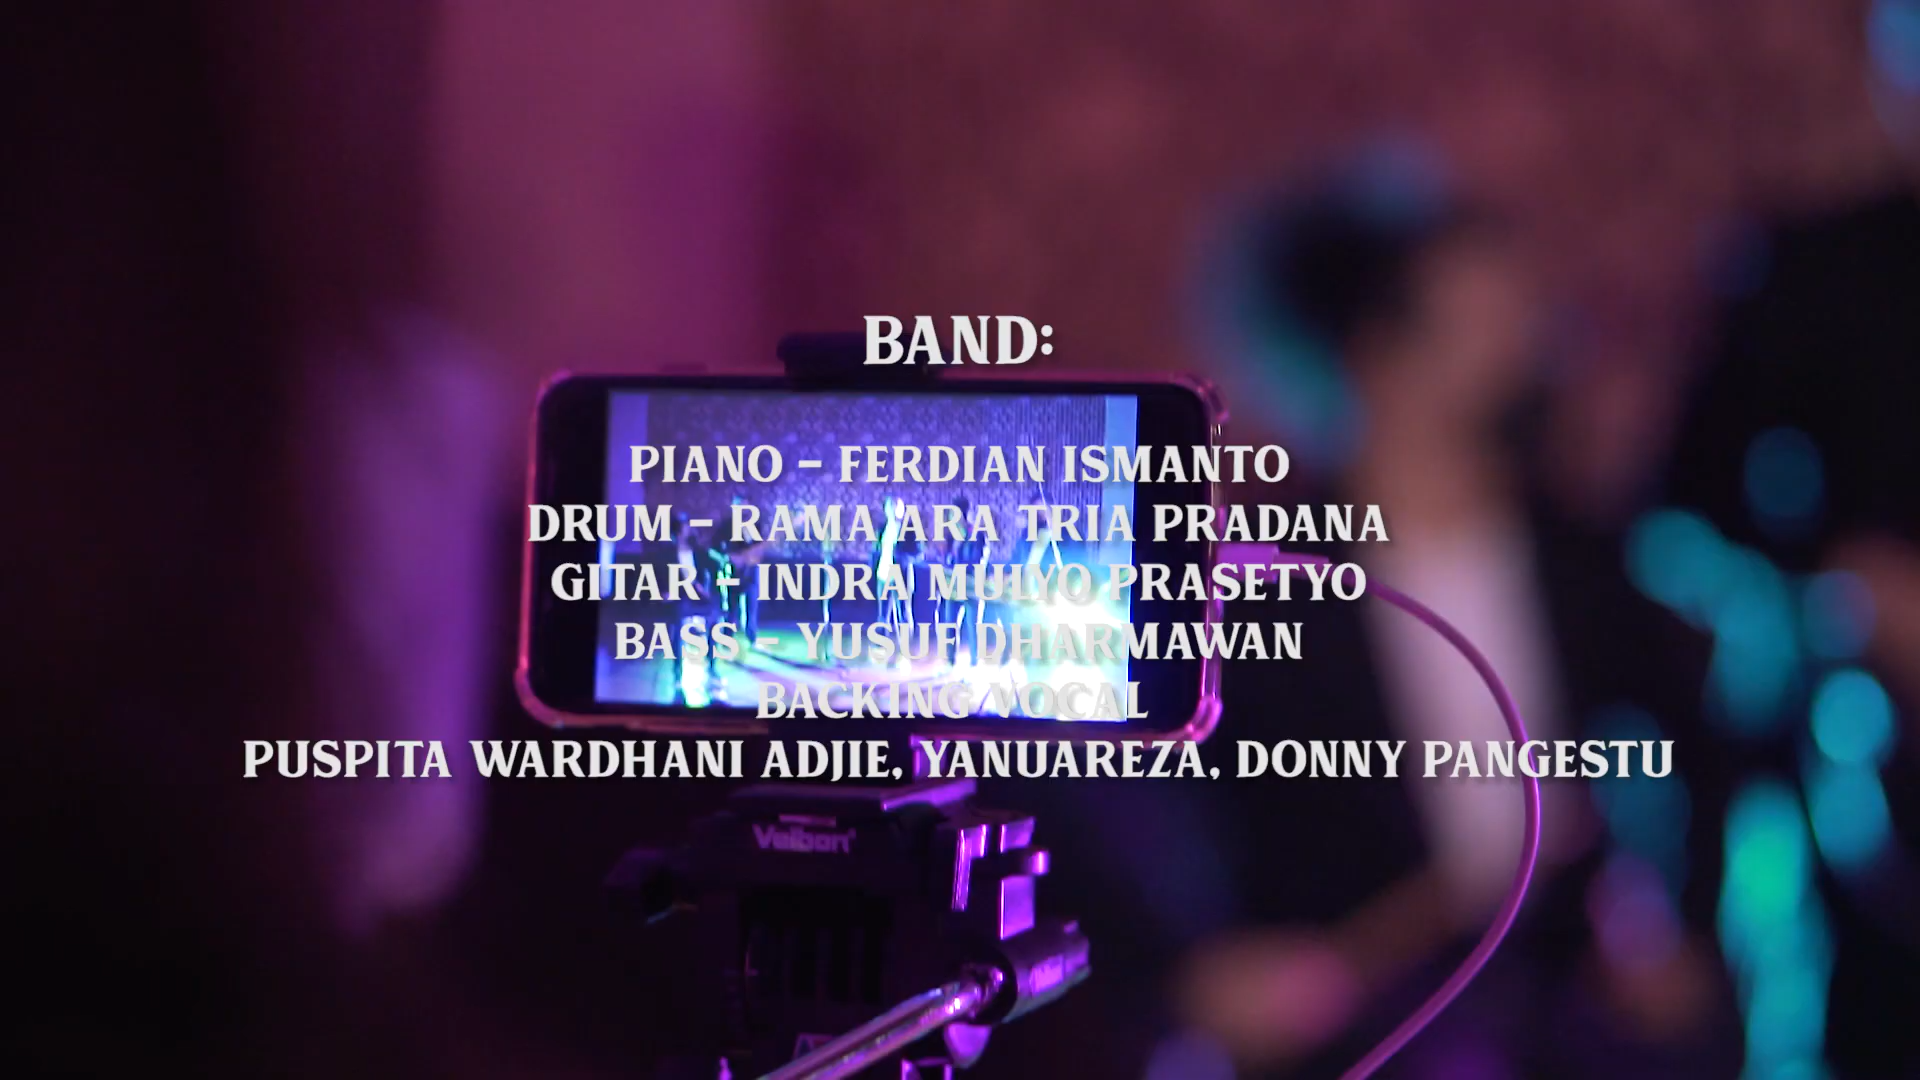 BAND:
PIANO - FERDIAN ISMANTO
DRUM - RAMA ARA TRIA PRADANA
GITAR - INDRA MULYO PRASETYO
BASS - YUSUF DHARMAWAN
BACKING VOCAL
PUSPITA WARDHANI ADJIE, YANUAREZA, DONNY PANGESTU
Velbon